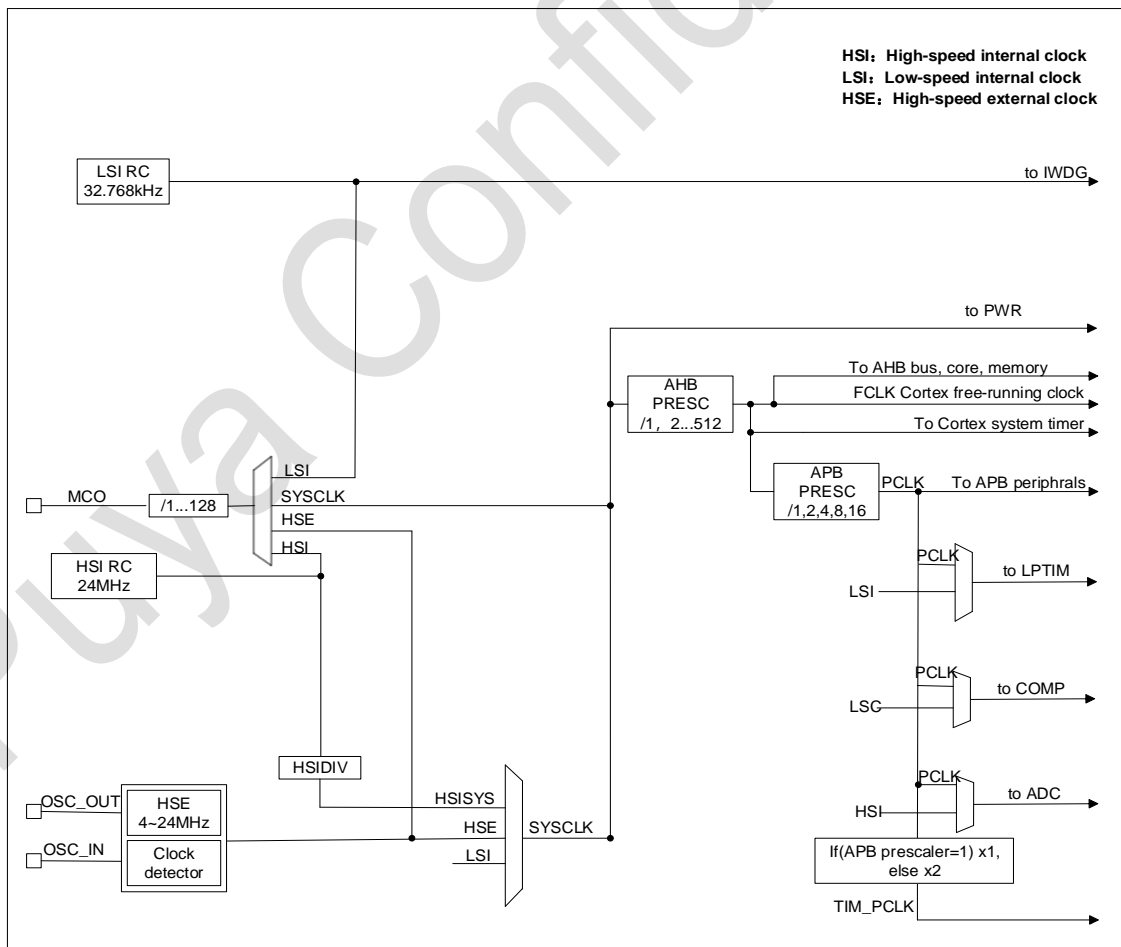 HSI：High-speed internal clock
LSI：Low-speed internal clock
HSE：High-speed external clock
LSI RC
32.768kHz
to IWDG
to PWR
AHB
PRESC
/1，2...512
To AHB bus, core, memory
FCLK Cortex free-running clock
To Cortex system timer
LSI
MCO
/1...128
SYSCLK
HSE
HSI
APB
PRESC
/1,2,4,8,16
PCLK
To APB periphrals
HSI RC
24MHz
PCLK
to LPTIM
LSI
PCLK
to COMP
LSC
HSIDIV
OSC_OUT
HSE
4~24MHz
OSC_IN
Clock
detector
HSISYS
HSE
LSI
SYSCLK
PCLK
to ADC
HSI
If(APB prescaler=1) x1,
else x2
TIM_PCLK
Puya Confid